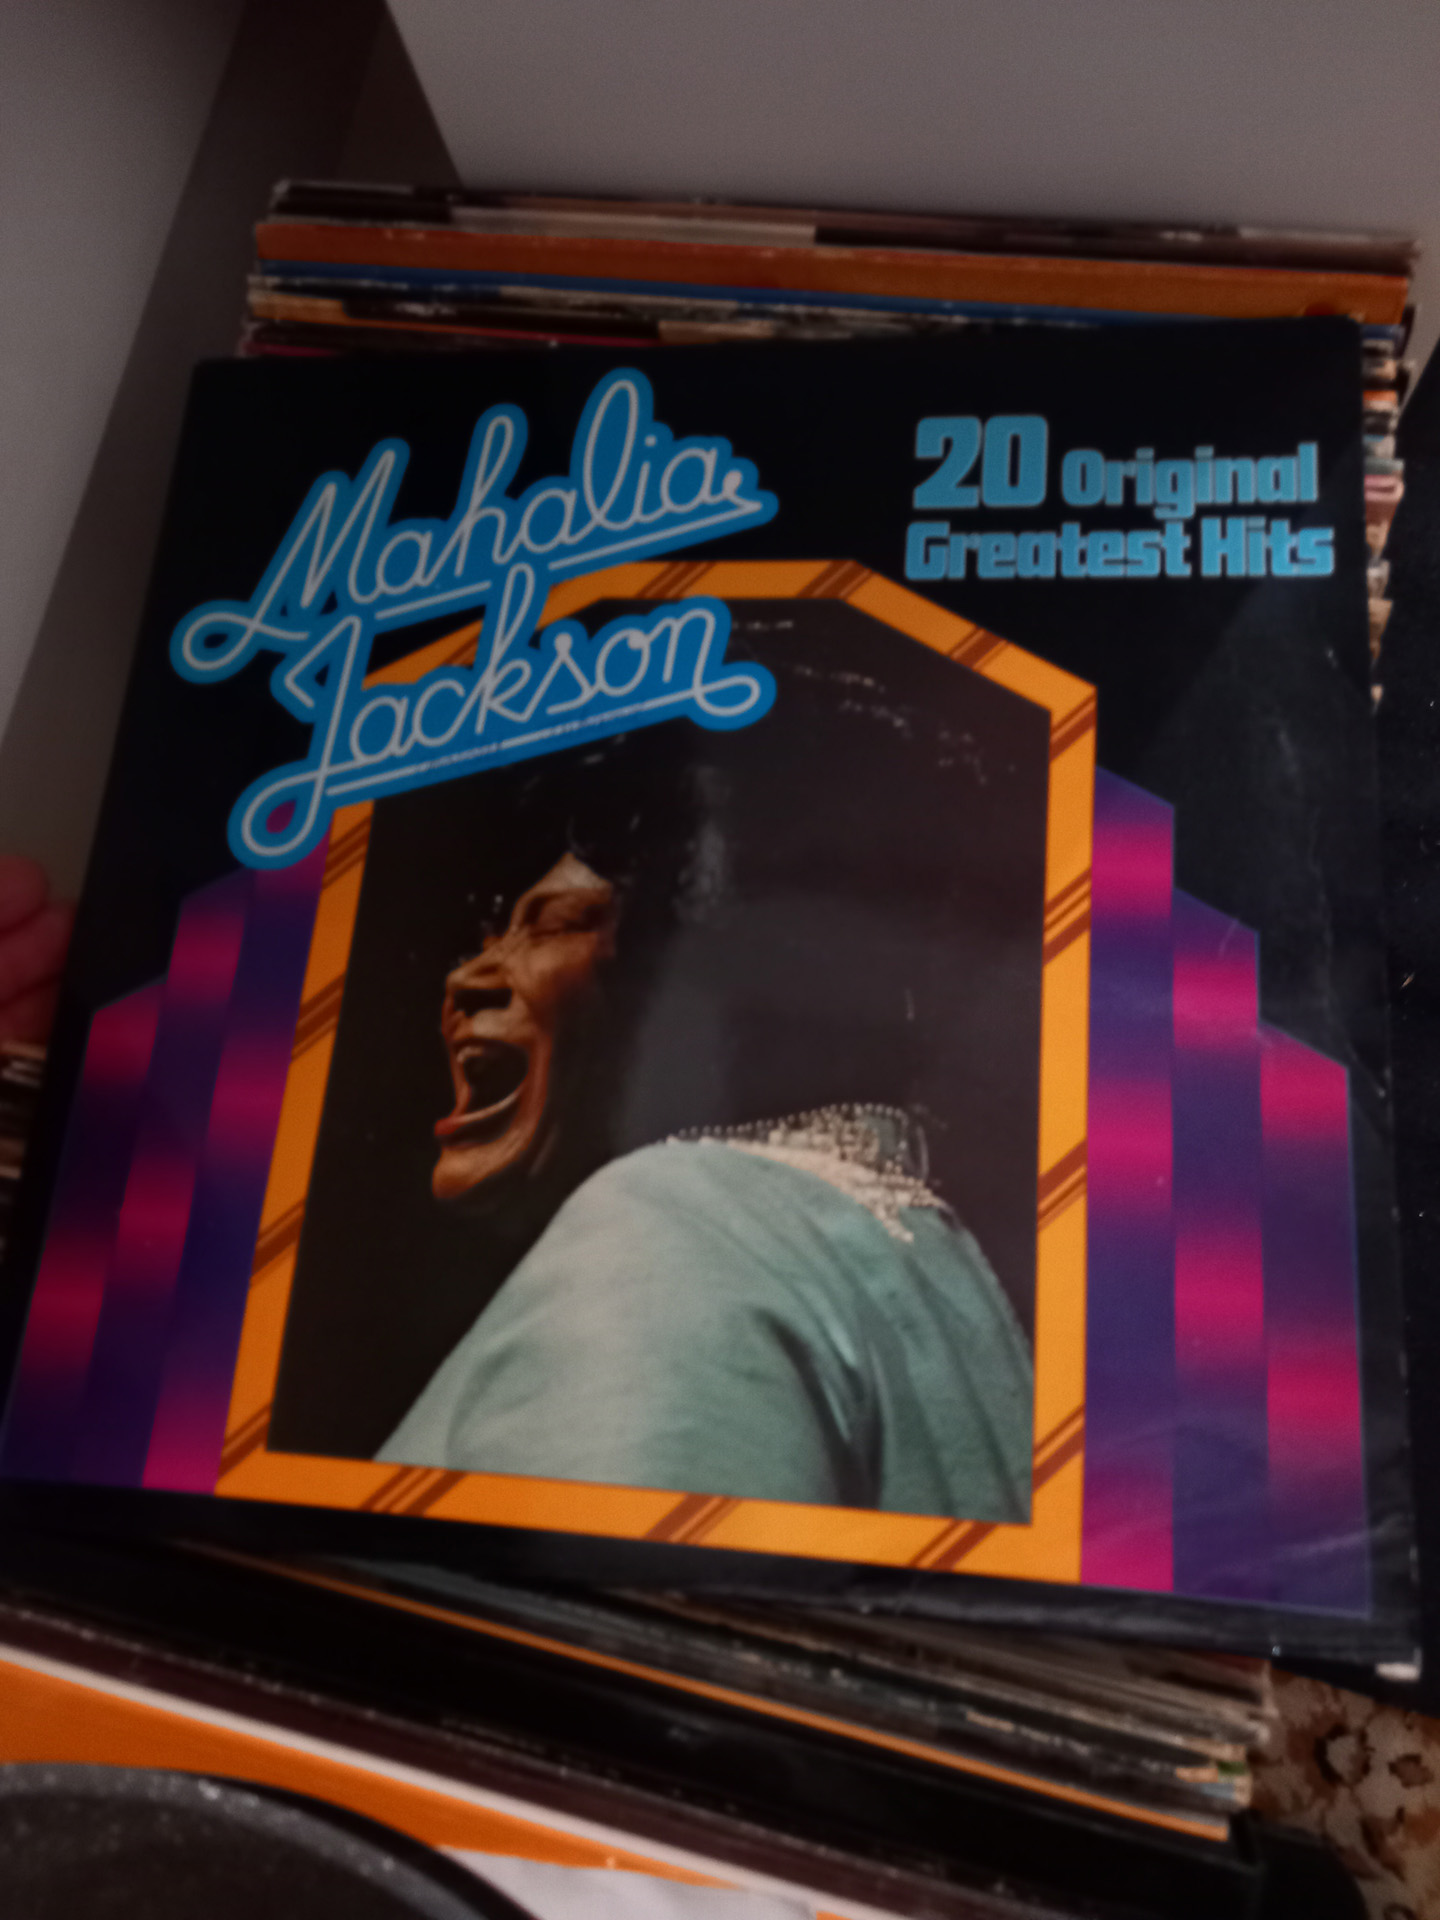 Mahalia
Jackson
20 Original
Greatest Hits